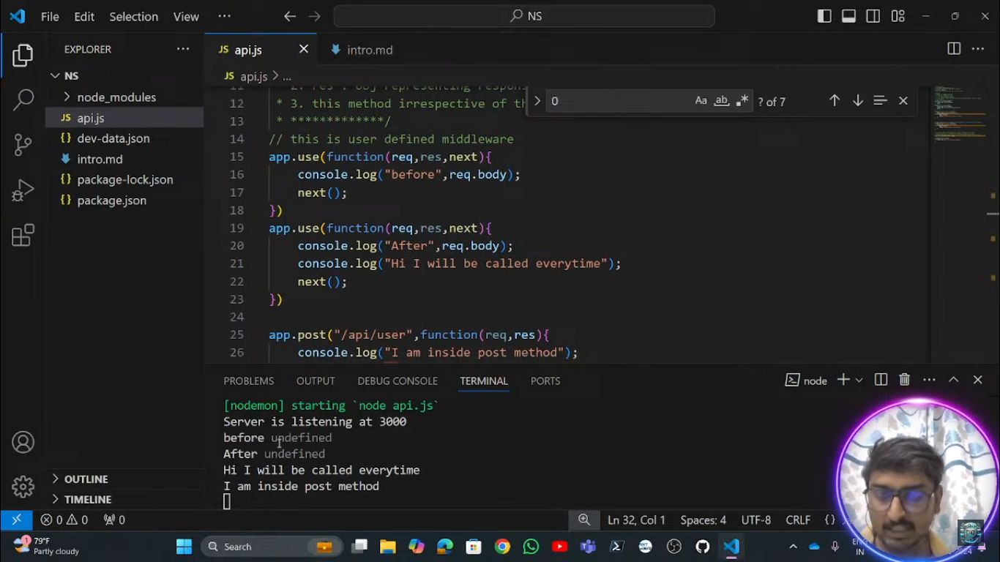 File Edit Selection View ··· NS
EXPLORER ···
JS api.js intro.md ···
NS
JS api.js > ...
node_modules
JS api.js
{} dev-data.json
intro.md
{} package-lock.json
{} package.json
0 Aa ab .* ? of 7
12 * 3. this method irrespective of th
13 * *************/
14 // this is user defined middleware
15 app.use(function(req,res,next){
16 console.log("before",req.body);
17 next();
18 })
19 app.use(function(req,res,next){
20 console.log("After",req.body);
21 console.log("Hi I will be called everytime");
22 next();
23 })
24
25 app.post("/api/user",function(req,res){
26 console.log("I am inside post method");
PROBLEMS OUTPUT DEBUG CONSOLE TERMINAL PORTS node
[nodemon] starting `node api.js`
Server is listening at 3000
before undefined
After undefined
Hi I will be called everytime
I am inside post method
OUTLINE
TIMELINE
0 0 0 Ln 32, Col 1 Spaces: 4 UTF-8 CRLF {}
1 79°F
Partly cloudy
Search
IN